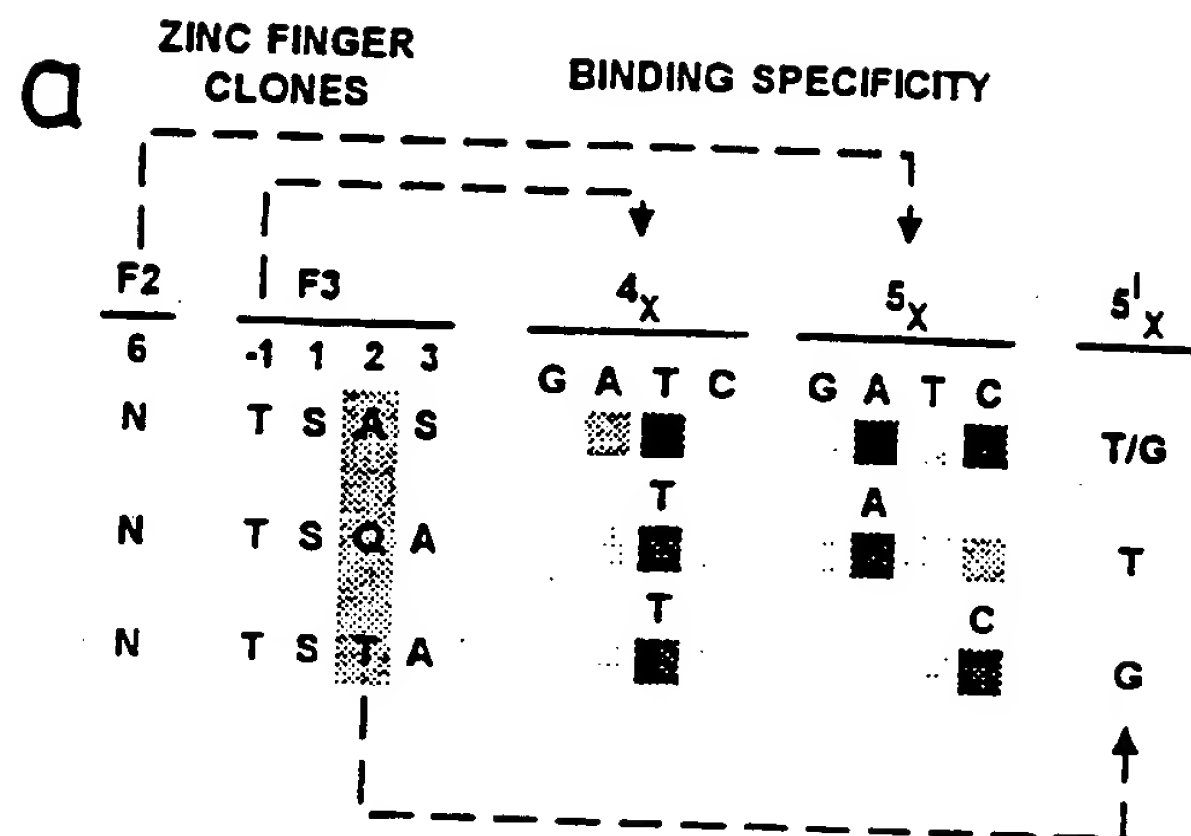 a
ZINC FINGER
CLONES
BINDING SPECIFICITY
F2 F3 4X 5X 5'X
6 -1 1 2 3
G A T C G A T C
N T S A S T/G
T A
N T S Q A T
T C
N T S T A G